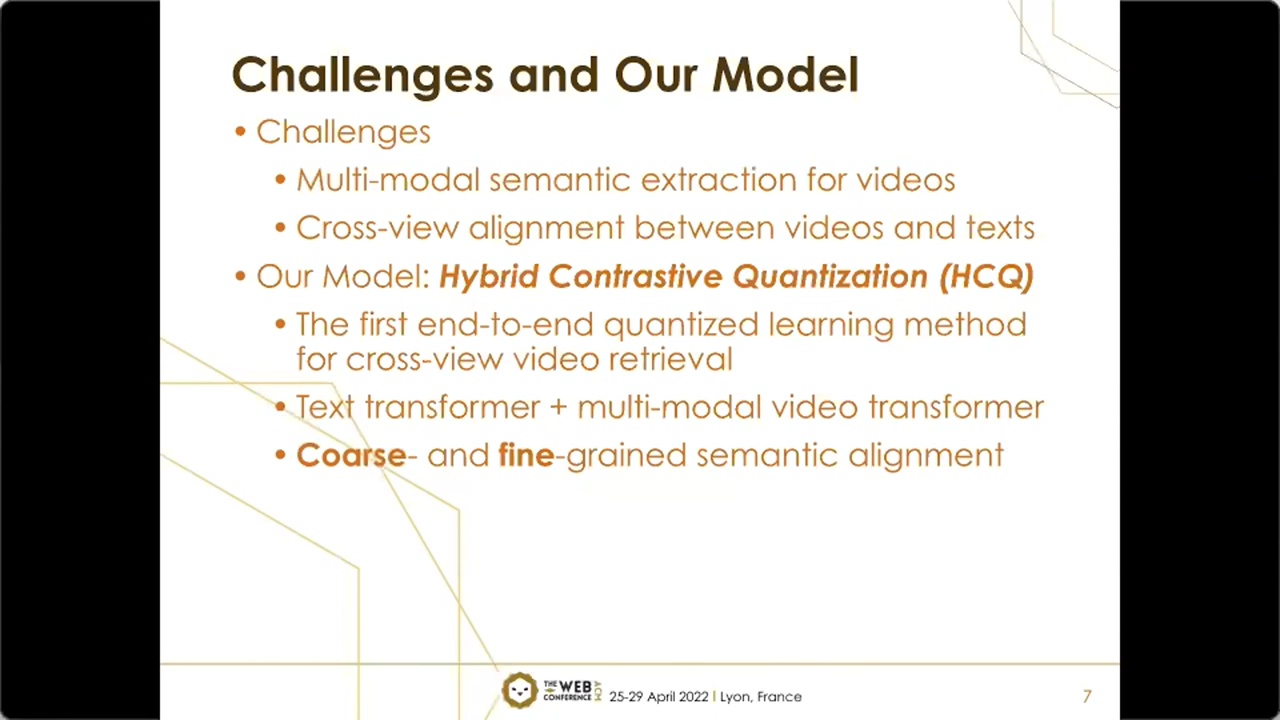 Challenges and Our Model
• Challenges
• Multi-modal semantic extraction for videos
• Cross-view alignment between videos and texts
• Our Model: Hybrid Contrastive Quantization (HCQ)
• The first end-to-end quantized learning method
for cross-view video retrieval
• Text transformer + multi-modal video transformer
• Coarse- and fine-grained semantic alignment
THE WEB
CONFERENCE
ACM
25-29 April 2022 | Lyon, France
7